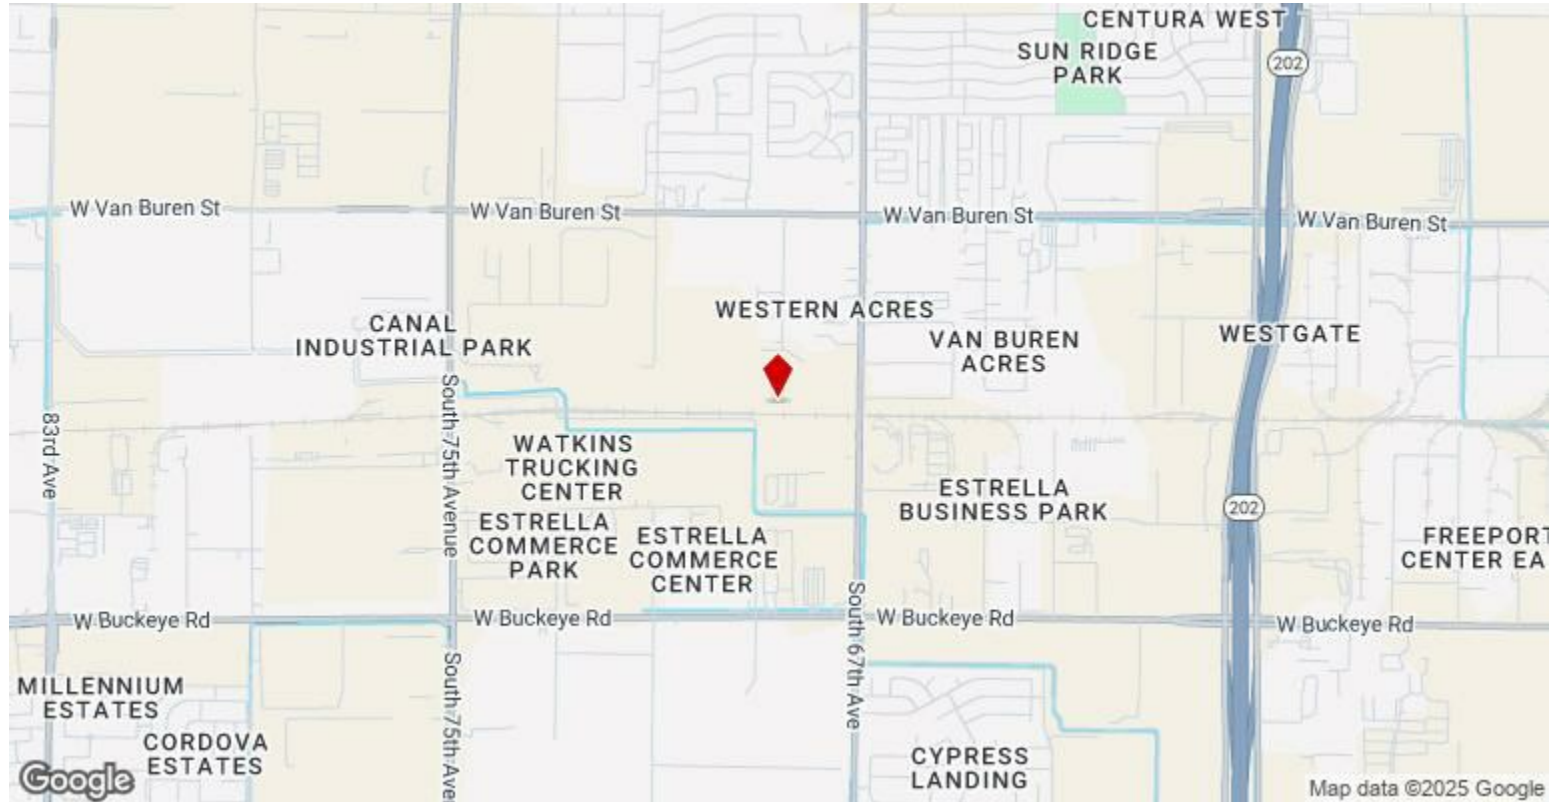 CENTURA WEST
SUN RIDGE
PARK
202
W Van Buren St
W Van Buren St
W Van Buren St
W Van Buren St
WESTERN ACRES
CANAL
INDUSTRIAL PARK
VAN BUREN
ACRES
WESTGATE
83rd Ave
South 75th Avenue
WATKINS
TRUCKING
CENTER
ESTRELLA
BUSINESS PARK
202
ESTRELLA
COMMERCE
PARK
ESTRELLA
COMMERCE
CENTER
FREEPORT
CENTER EA
W Buckeye Rd
W Buckeye Rd
W Buckeye Rd
W Buckeye Rd
South 67th Ave
South 75th Aven
MILLENNIUM
ESTATES
CORDOVA
ESTATES
CYPRESS
LANDING
Google
Map data ©2025 Google